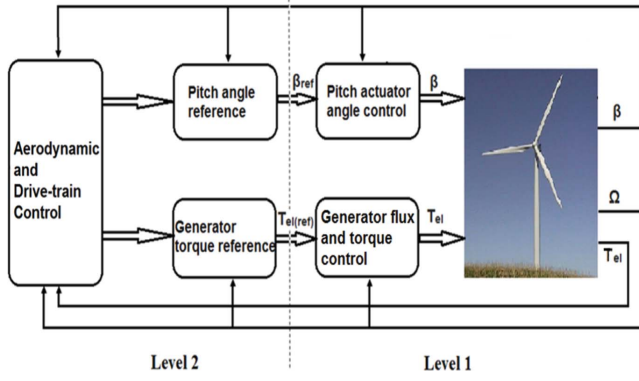 Aerodynamic
and
Drive-train
Control
Pitch angle
reference
βref
Pitch actuator
angle control
β
β
Generator
torque reference
Tel(ref)
Generator flux
and torque
control
Tel
Ω
Tel
Level 2
Level 1